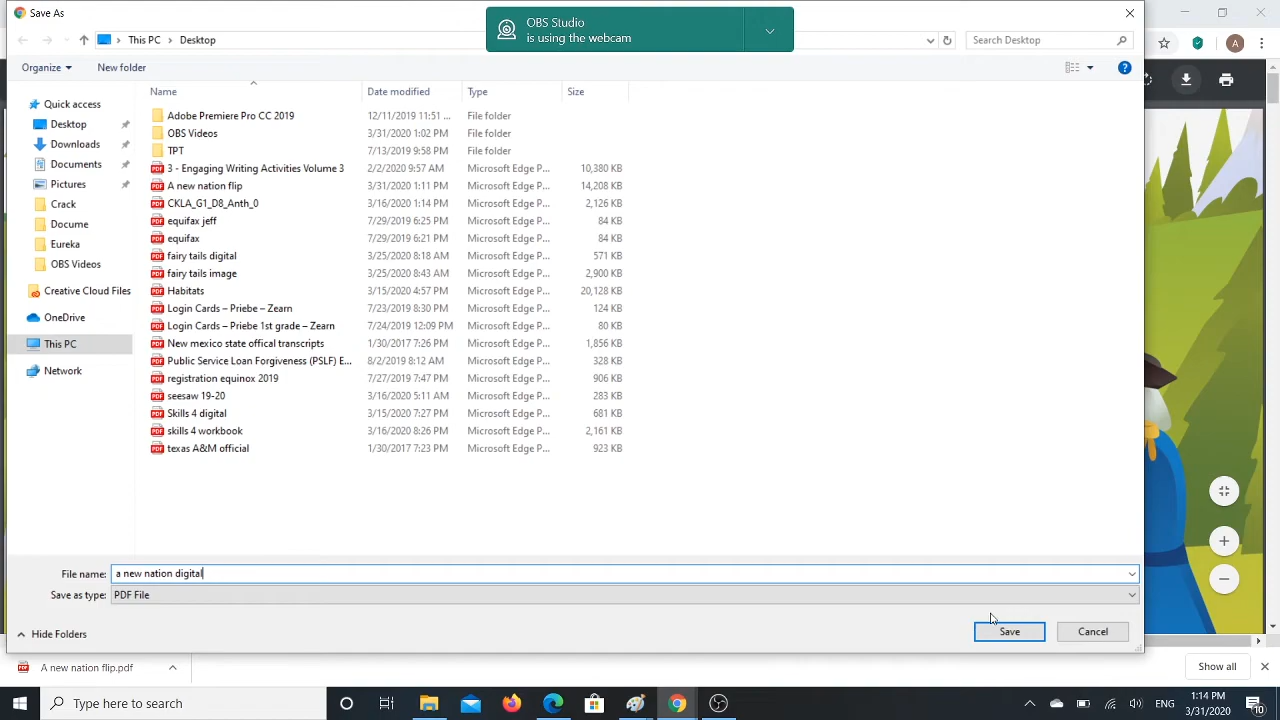 Save As
OBS Studio
is using the webcam
This PC
Desktop
Search Desktop
A
Organize
New folder
Name
Date modified
Type
Size
Quick access
Desktop
Downloads
Documents
Pictures
Crack
Docume
Eureka
OBS Videos
Creative Cloud Files
OneDrive
This PC
Network
Adobe Premiere Pro CC 2019 12/11/2019 11:51 ... File folder
OBS Videos 3/31/2020 1:02 PM File folder
TPT 7/13/2019 9:58 PM File folder
3 - Engaging Writing Activities Volume 3 2/2/2020 9:57 AM Microsoft Edge P... 10,380 KB
A new nation flip 3/31/2020 1:11 PM Microsoft Edge P... 14,208 KB
CKLA_G1_D8_Anth_0 3/16/2020 1:14 PM Microsoft Edge P... 2,126 KB
equifax jeff 7/29/2019 6:25 PM Microsoft Edge P... 84 KB
equifax 7/29/2019 6:21 PM Microsoft Edge P... 84 KB
fairy tails digital 3/25/2020 8:18 AM Microsoft Edge P... 571 KB
fairy tails image 3/25/2020 8:43 AM Microsoft Edge P... 2,900 KB
Habitats 3/15/2020 4:57 PM Microsoft Edge P... 20,128 KB
Login Cards – Priebe – Zearn 7/23/2019 8:30 PM Microsoft Edge P... 124 KB
Login Cards – Priebe 1st grade – Zearn 7/24/2019 12:09 PM Microsoft Edge P... 80 KB
New mexico state offical transcripts 1/30/2017 7:26 PM Microsoft Edge P... 1,856 KB
Public Service Loan Forgiveness (PSLF) E... 8/2/2019 8:12 AM Microsoft Edge P... 328 KB
registration equinox 2019 7/27/2019 7:47 PM Microsoft Edge P... 906 KB
seesaw 19-20 3/16/2020 5:11 AM Microsoft Edge P... 283 KB
Skills 4 digital 3/15/2020 7:27 PM Microsoft Edge P... 681 KB
skills 4 workbook 3/16/2020 8:26 PM Microsoft Edge P... 2,161 KB
texas A&M official 1/30/2017 7:23 PM Microsoft Edge P... 923 KB
File name: a new nation digital
Save as type: PDF File
Hide Folders
Save
Cancel
A new nation flip.pdf
Show all
Type here to search
ENG
1:14 PM
3/31/2020
10